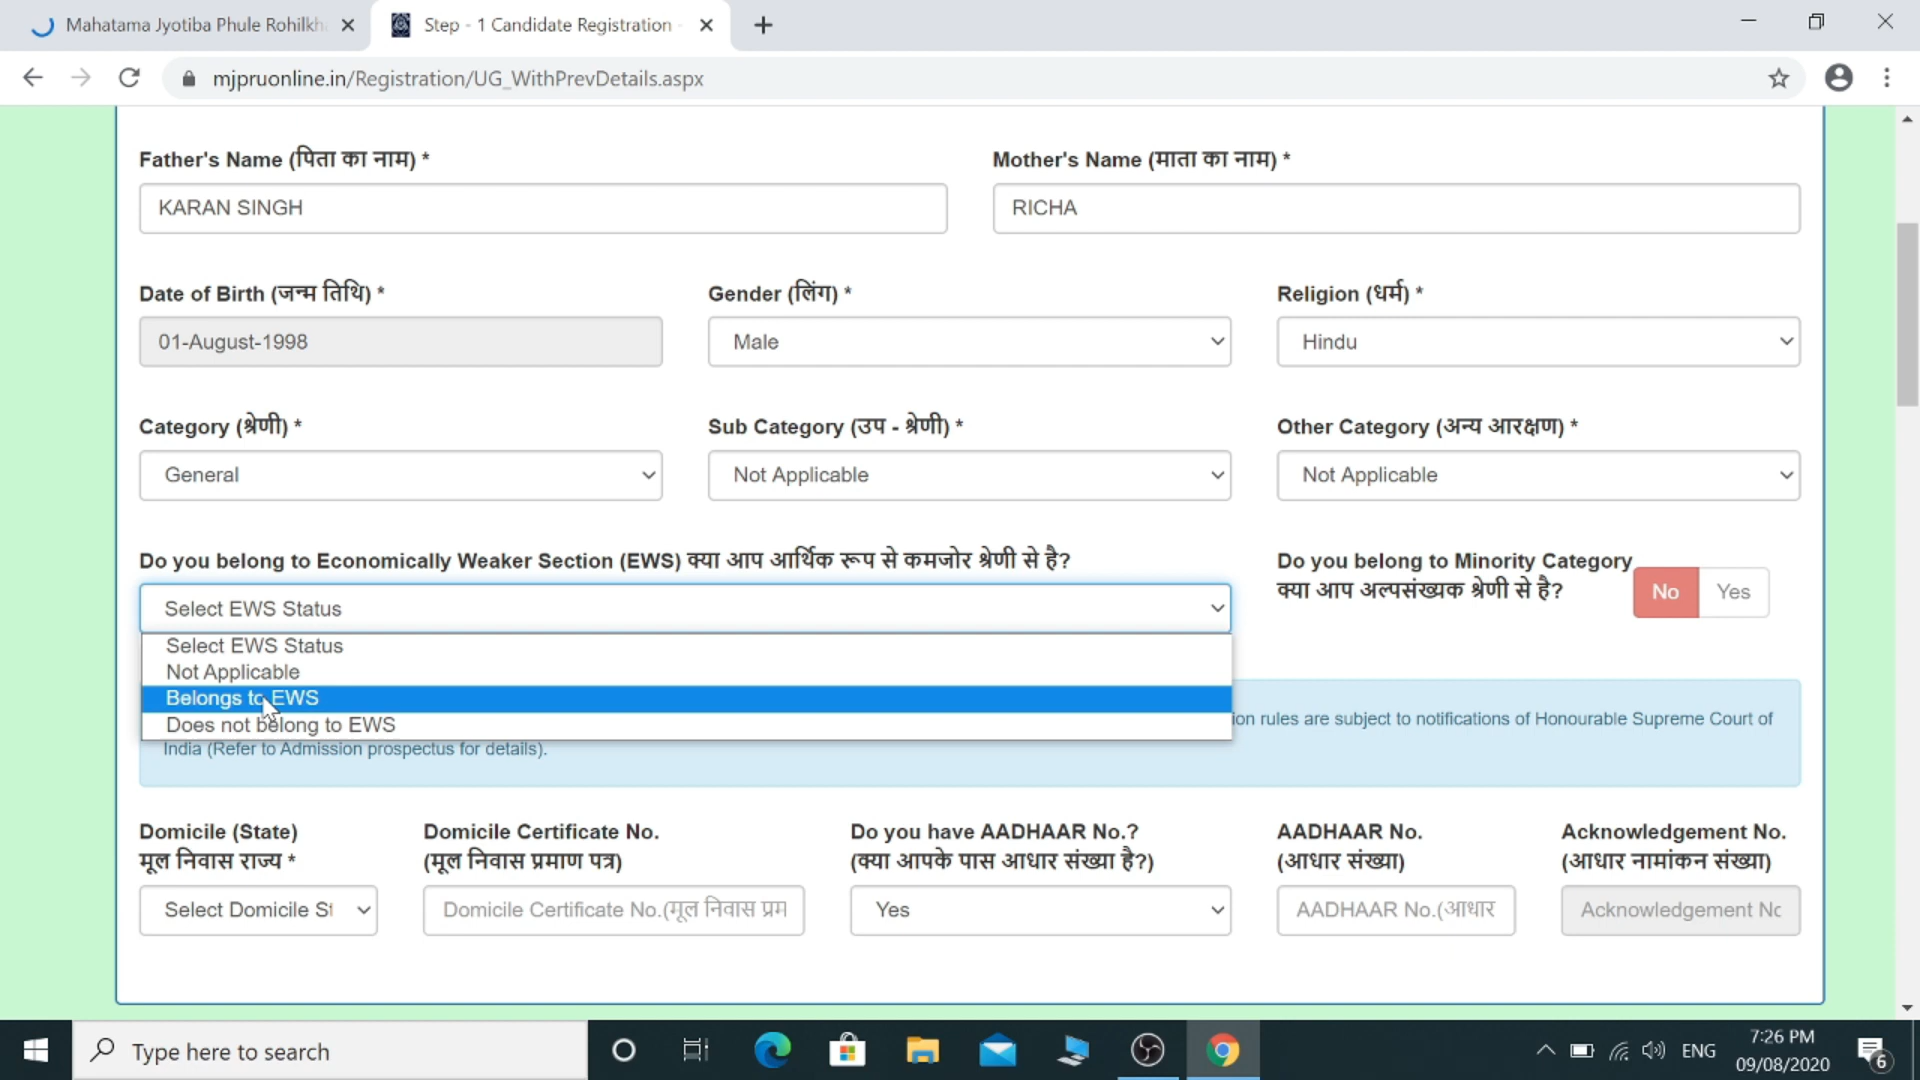 Mahatama Jyotiba Phule Rohilkh
Step - 1 Candidate Registration -
mjpruonline.in/Registration/UG_WithPrevDetails.aspx
Father's Name (पिता का नाम) *
Mother's Name (माता का नाम) *
KARAN SINGH
RICHA
Date of Birth (जन्म तिथि) *
Gender (लिंग) *
Religion (धर्म) *
01-August-1998
Male
Hindu
Category (श्रेणी) *
Sub Category (उप - श्रेणी) *
Other Category (अन्य आरक्षण) *
General
Not Applicable
Not Applicable
Do you belong to Economically Weaker Section (EWS) क्या आप आर्थिक रूप से कमजोर श्रेणी से है?
Do you belong to Minority Category
क्या आप अल्पसंख्यक श्रेणी से है?
No
Yes
Select EWS Status
Select EWS Status
Not Applicable
Belongs to EWS
Does not belong to EWS
ion rules are subject to notifications of Honourable Supreme Court of
India (Refer to Admission prospectus for details).
Domicile (State)
मूल निवास राज्य *
Domicile Certificate No.
(मूल निवास प्रमाण पत्र)
Do you have AADHAAR No.?
(क्या आपके पास आधार संख्या है?)
AADHAAR No.
(आधार संख्या)
Acknowledgement No.
(आधार नामांकन संख्या)
Select Domicile St
Domicile Certificate No.(मूल निवास प्रम
Yes
AADHAAR No.(आधार
Acknowledgement Nc
Type here to search
ENG
7:26 PM
09/08/2020
6